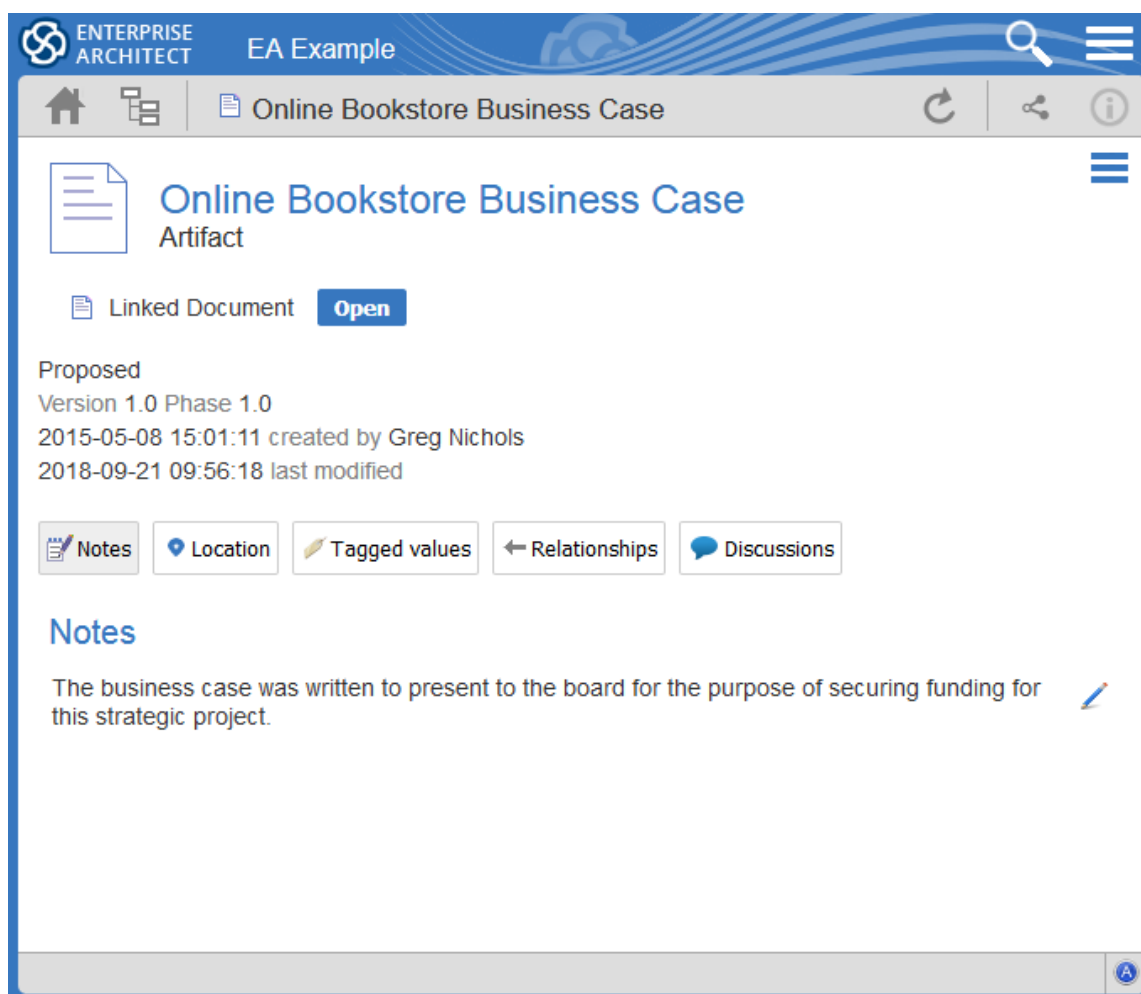 ENTERPRISE
ARCHITECT
EA Example
Online Bookstore Business Case
Online Bookstore Business Case
Artifact
Linked Document Open
Proposed
Version 1.0 Phase 1.0
2015-05-08 15:01:11 created by Greg Nichols
2018-09-21 09:56:18 last modified
Notes Location Tagged values Relationships Discussions
Notes
The business case was written to present to the board for the purpose of securing funding for
this strategic project.
A